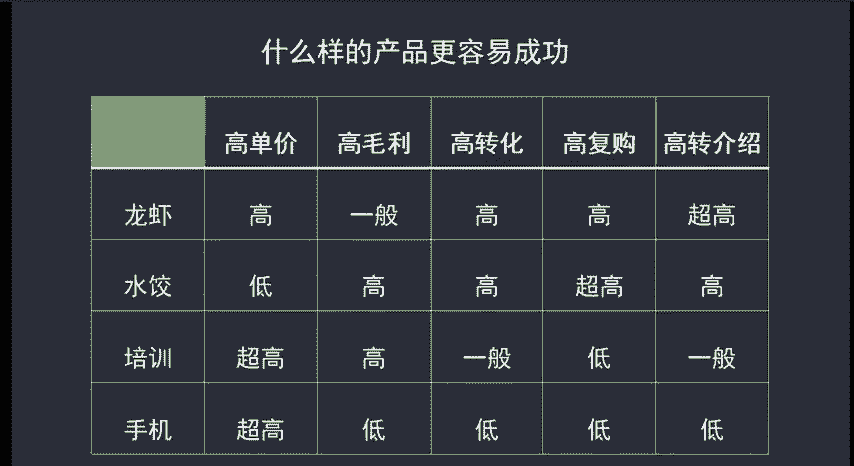 什么样的产品更容易成功
高单价 高毛利 高转化 高复购 高转介绍
龙虾 高 一般 高 高 超高
水饺 低 高 高 超高 高
培训 超高 高 一般 低 一般
手机 超高 低 低 低 低